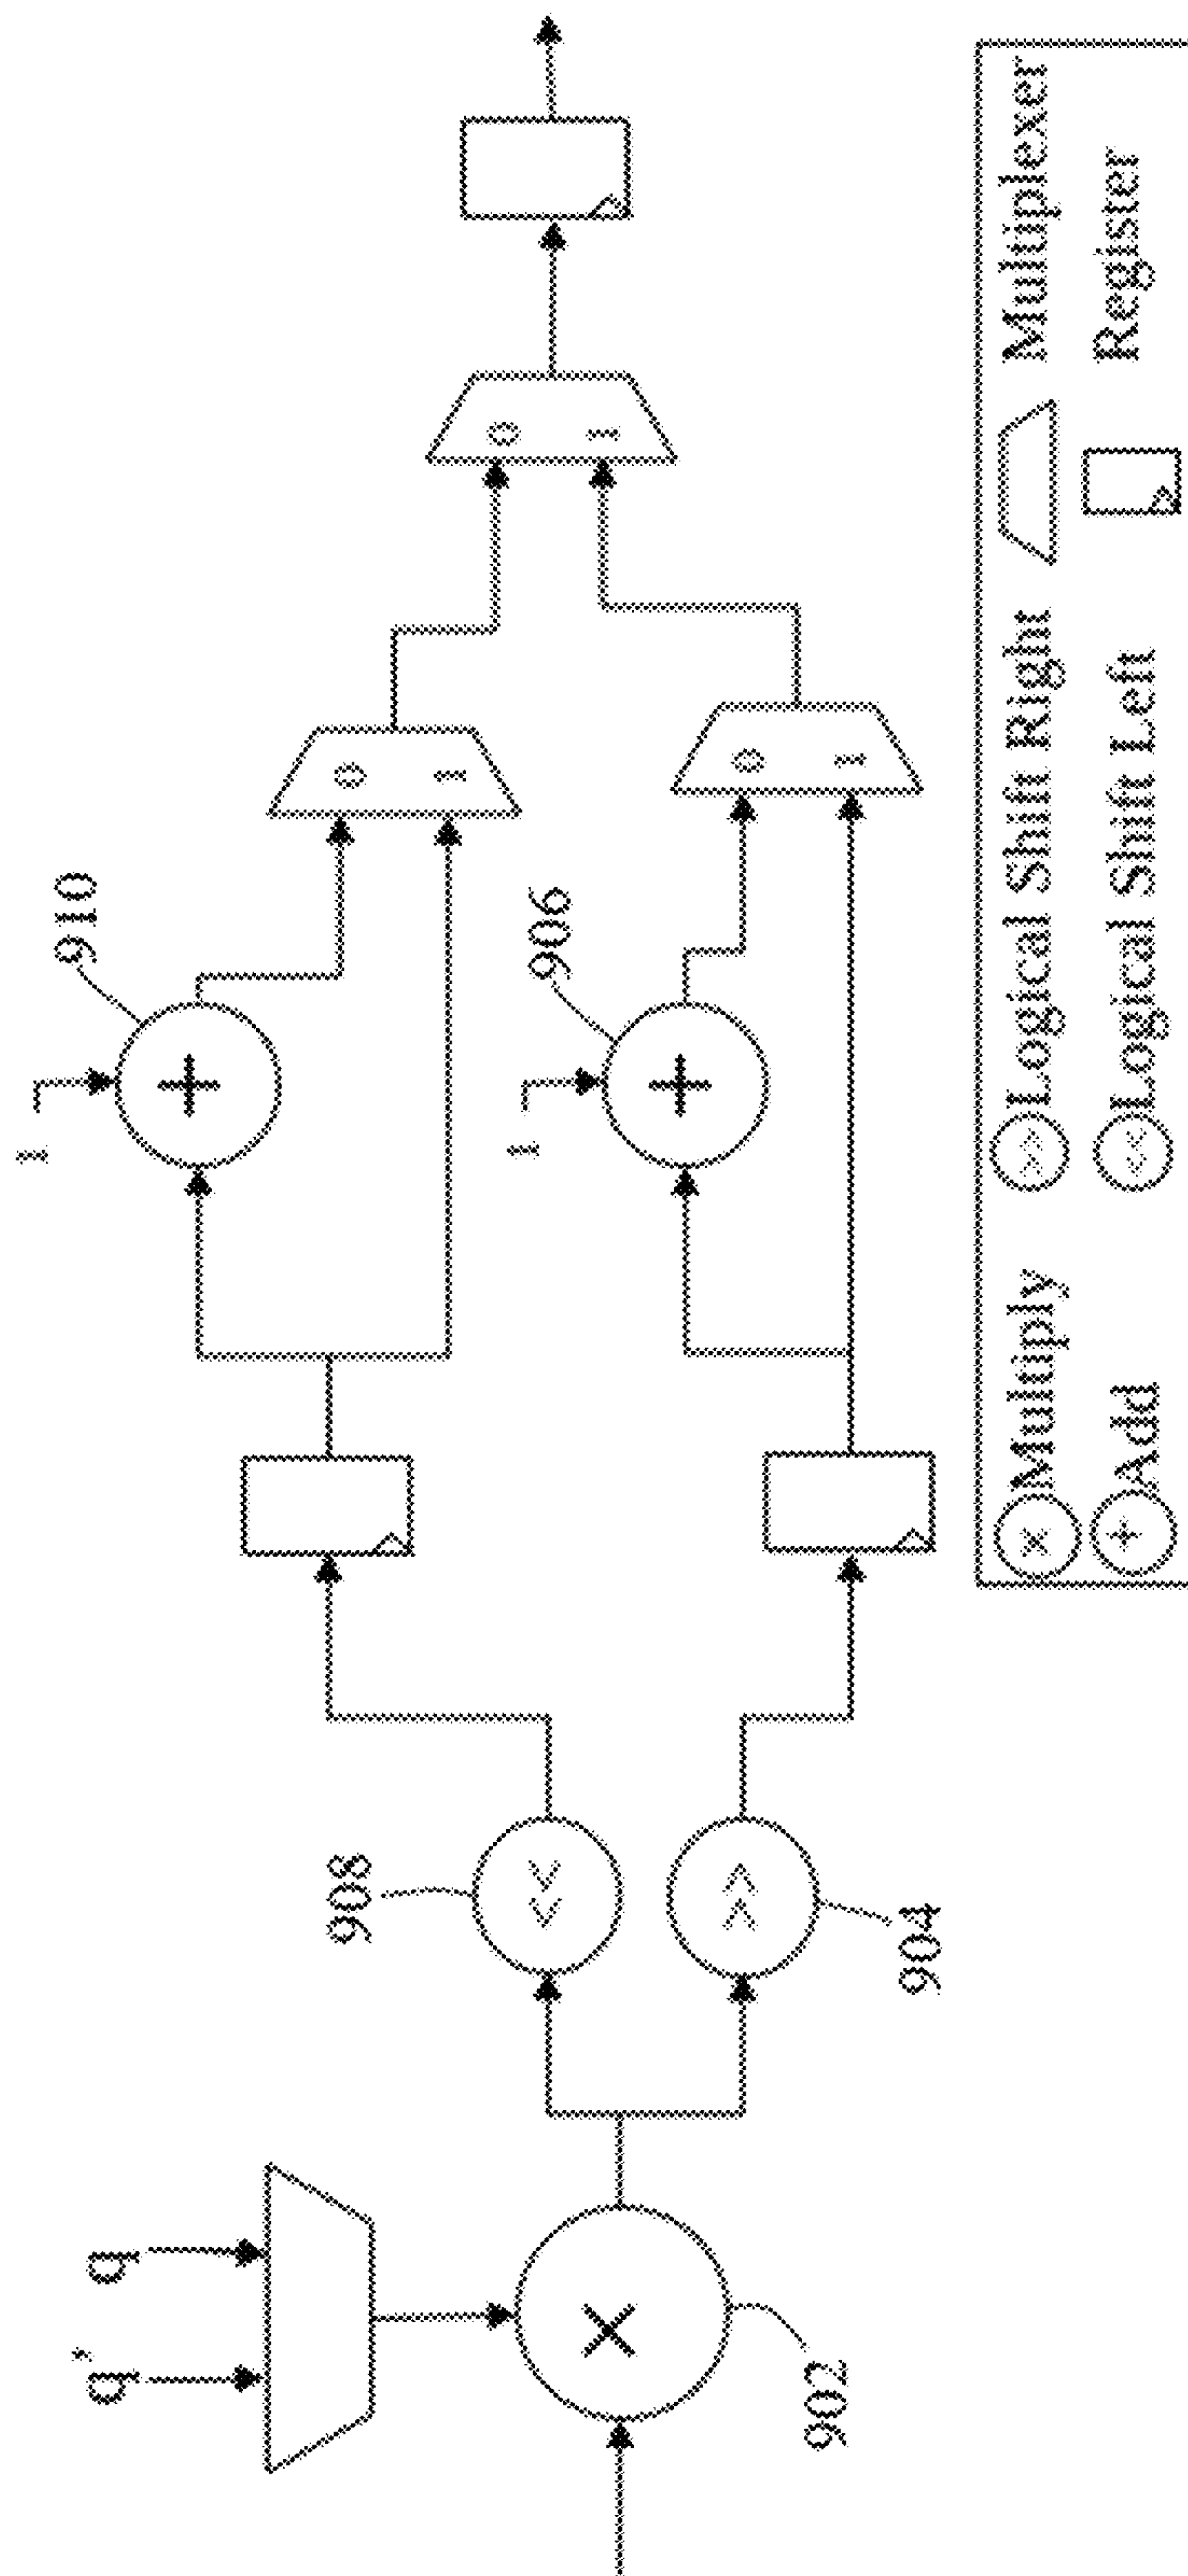 1
910
q'
q
+
908
0
1
0
1
1
906
<<
×
+
>>
0
1
902
904
× Multiply
>> Logical Shift Right
Multiplexer
+ Add
<< Logical Shift Left
Register